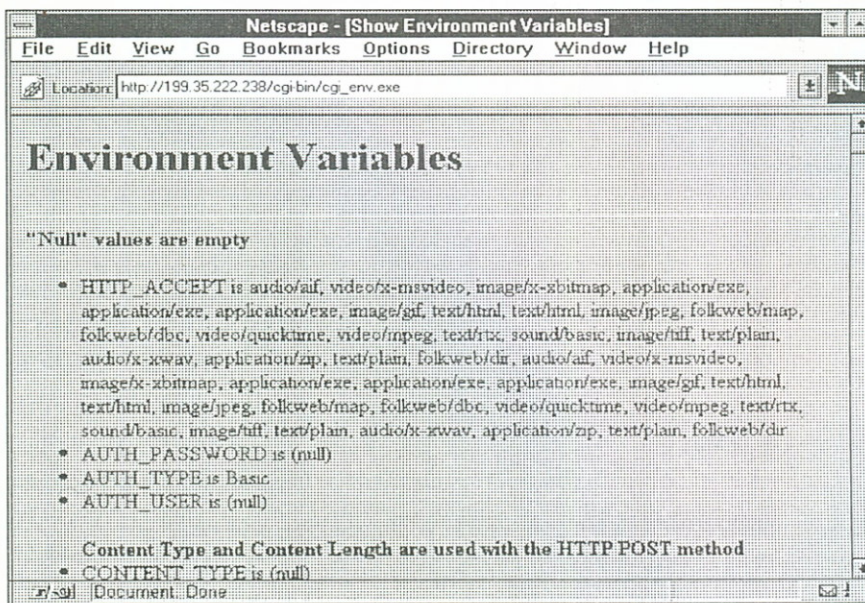 Netscape - [Show Environment Variables]
File Edit View Go Bookmarks Options Directory Window Help
Location: http://199.35.222.238/cgi-bin/cgi_env.exe
N
Environment Variables
"Null" values are empty
• HTTP_ACCEPT is audio/aif, video/x-msvideo, image/x-xbitmap, application/exe,
application/exe, application/exe, image/gif, text/html, text/html, image/jpeg, folkweb/map,
folkweb/dbc, video/quicktime, video/mpeg, text/rtx, sound/basic, image/tiff, text/plain,
audio/x-xwav, application/zip, text/plain, folkweb/dir, audio/aif, video/x-msvideo,
image/x-xbitmap, application/exe, application/exe, application/exe, image/gif, text/html,
text/html, image/jpeg, folkweb/map, folkweb/dbc, video/quicktime, video/mpeg, text/rtx,
sound/basic, image/tiff, text/plain, audio/x-xwav, application/zip, text/plain, folkweb/dir
• AUTH_PASSWORD is (null)
• AUTH_TYPE is Basic
• AUTH_USER is (null)
Content Type and Content Length are used with the HTTP POST method
• CONTENT_TYPE is (null)
Document: Done